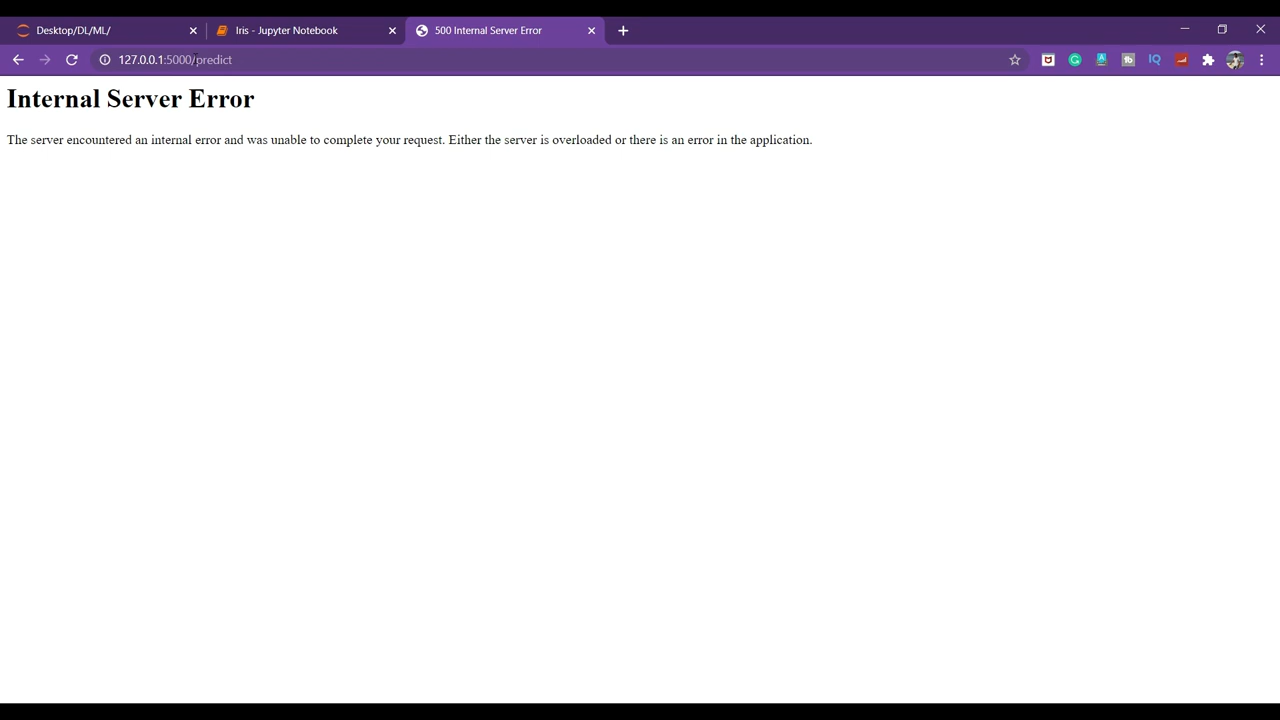 Desktop/DL/ML/
Iris - Jupyter Notebook
500 Internal Server Error
127.0.0.1:5000/predict
Internal Server Error
The server encountered an internal error and was unable to complete your request. Either the server is overloaded or there is an error in the application.